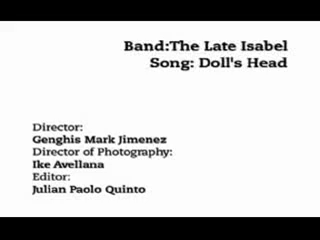 Band:The Late Isabel
Song: Doll's Head
Director:
Genghis Mark Jimenez
Director of Photography:
Ike Avellana
Editor:
Julian Paolo Quinto